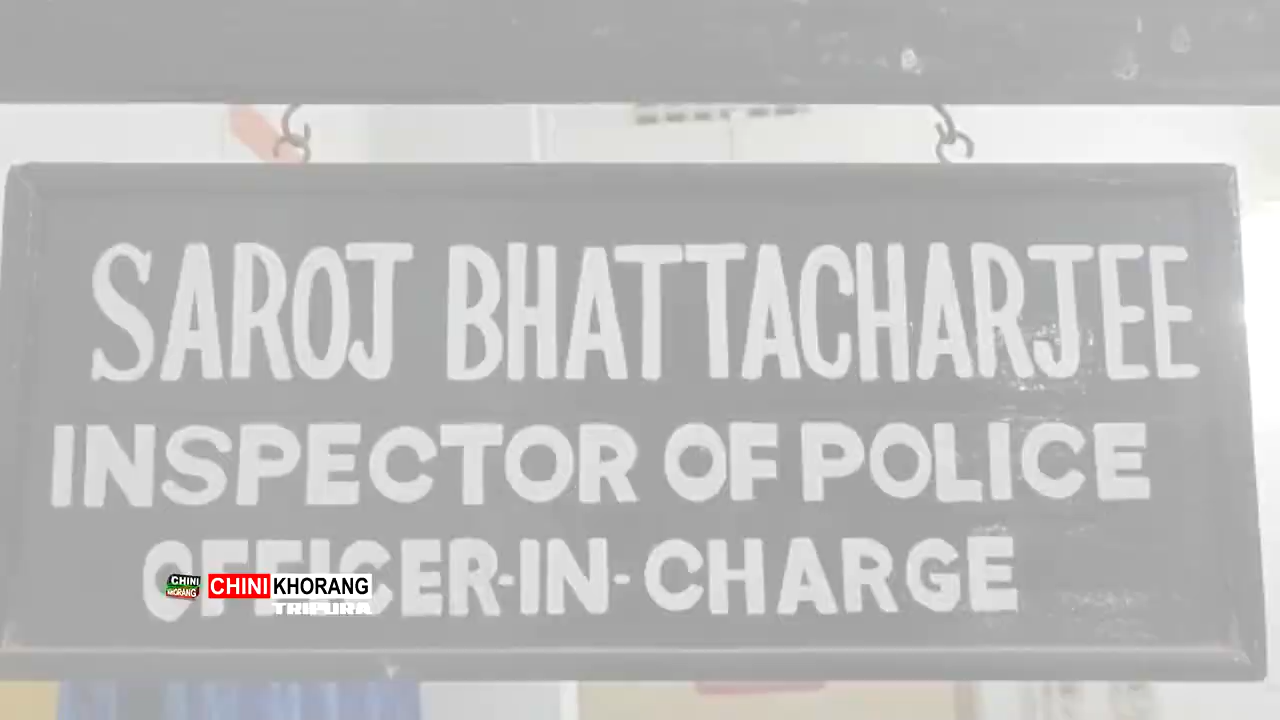 SAROJ BHATTACHARJEE
INSPECTOR OF POLICE
OFFICER-IN-CHARGE
CHINI KHORANG
CHINI KHORANG
TRIPURA